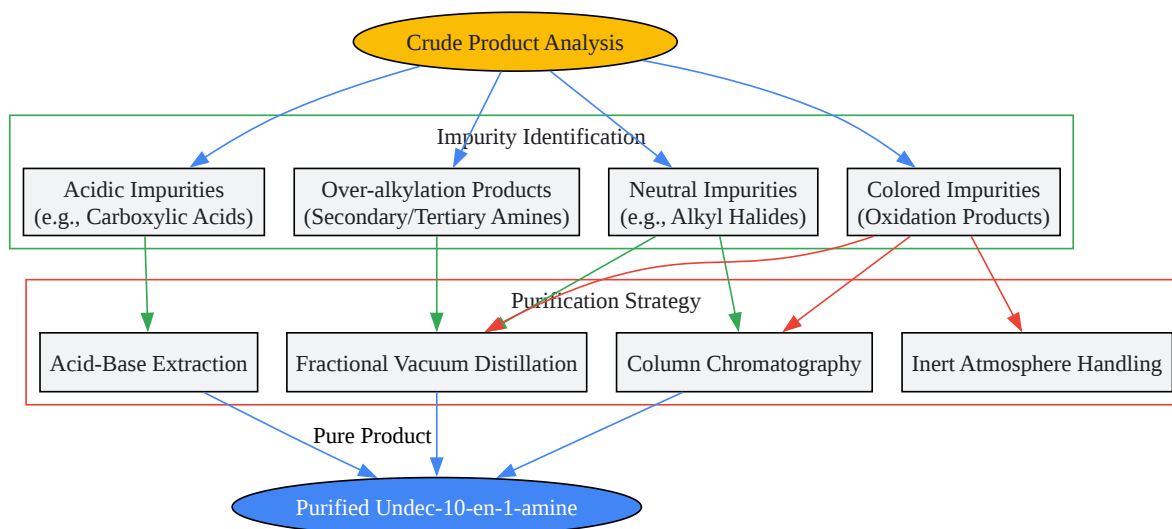 Crude Product Analysis
Impurity Identification
Acidic Impurities
(e.g., Carboxylic Acids)
Over-alkylation Products
(Secondary/Tertiary Amines)
Neutral Impurities
(e.g., Alkyl Halides)
Colored Impurities
(Oxidation Products)
Purification Strategy
Acid-Base Extraction
Fractional Vacuum Distillation
Column Chromatography
Inert Atmosphere Handling
Pure Product
Purified Undec-10-en-1-amine